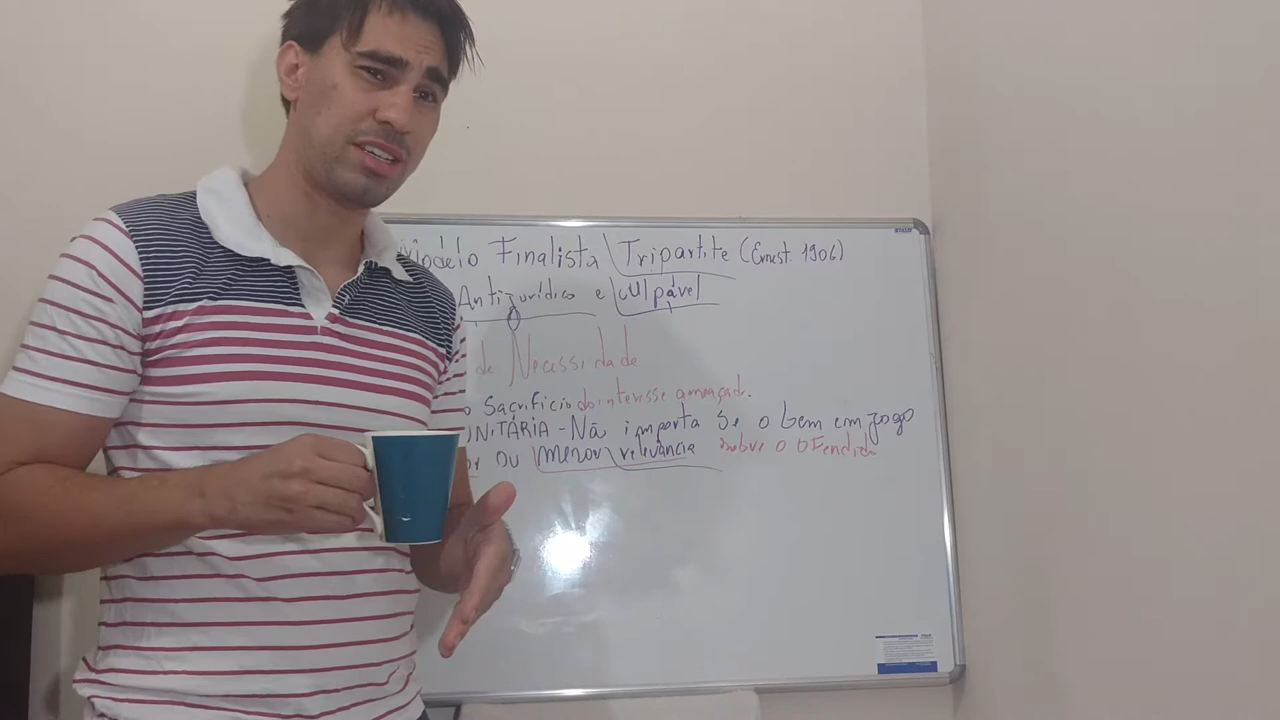 Modelo Finalista Tripartite (Ernest. 1906)
Antijurídico e culpável
de Necessidade
o Sacrifício do interesse ameaçado.
UNITÁRIA - Não importa se o bem em jogo
or ou menor relevância sobre o ofendido